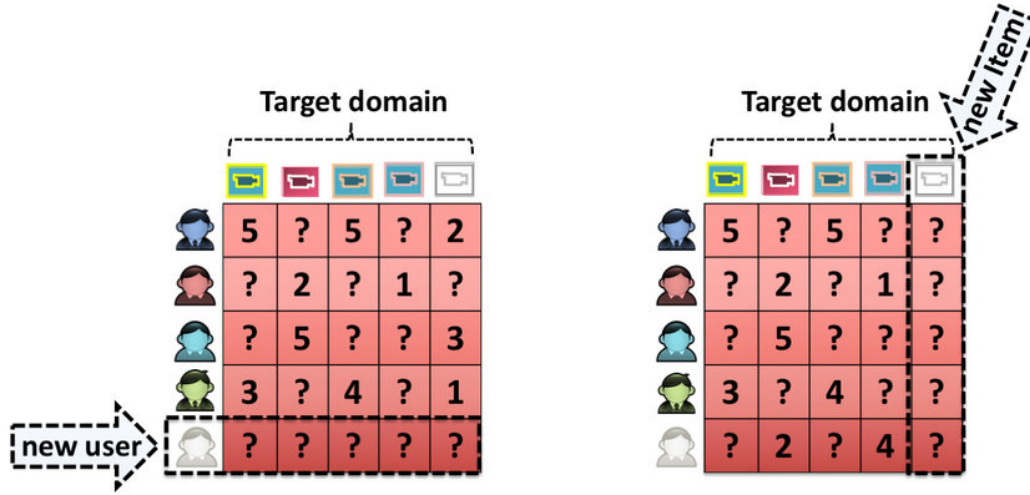 Target domain
5 ? 5 ? 2
? 2 ? 1 ?
? 5 ? ? 3
3 ? 4 ? 1
new user
? ? ? ? ?
new Item
Target domain
5 ? 5 ? ?
? 2 ? 1 ?
? 5 ? ? ?
3 ? 4 ? ?
? 2 ? 4 ?